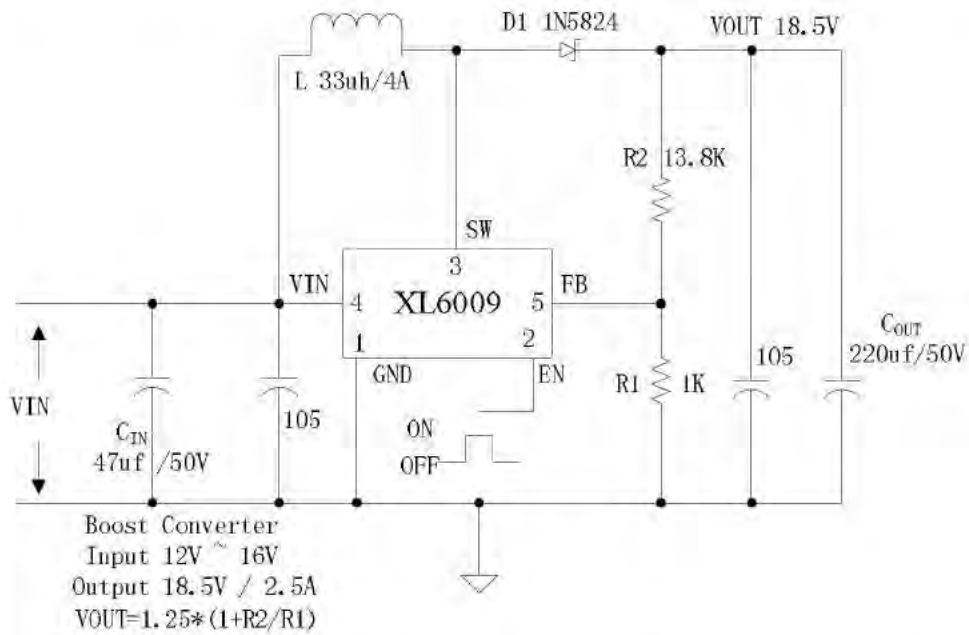 D1 1N5824
VOUT 18.5V
L 33uh/4A
R2 13.8K
SW
3
VIN
4
XL6009
5
FB
1
2
GND
EN
C_OUT
220uf/50V
105
R1
1K
VIN
105
C_IN
47uf /50V
ON
OFF
Boost Converter
Input 12V ~ 16V
Output 18.5V / 2.5A
VOUT=1.25*(1+R2/R1)